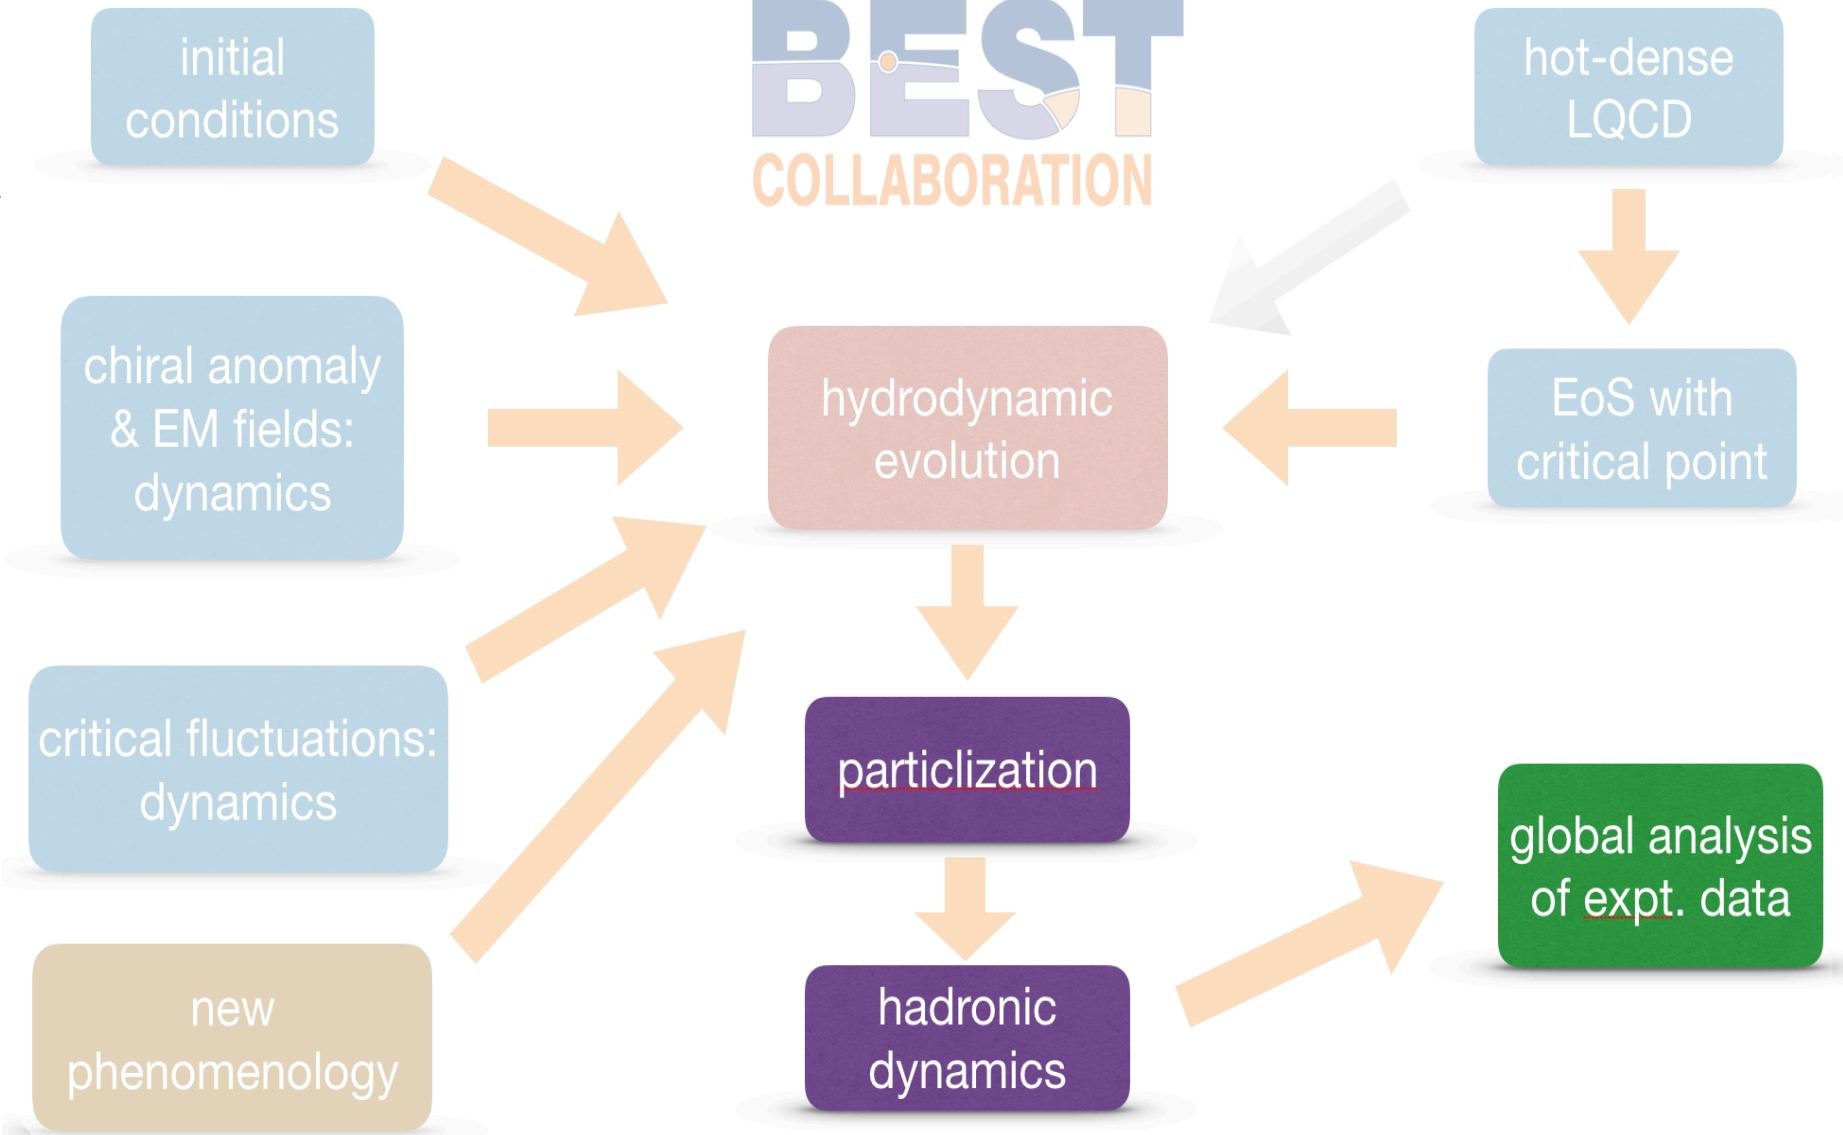 BEST
COLLABORATION
initial
conditions
hot-dense
LQCD
chiral anomaly
& EM fields:
dynamics
hydrodynamic
evolution
EoS with
critical point
critical fluctuations:
dynamics
particlization
global analysis
of expt. data
new
phenomenology
hadronic
dynamics